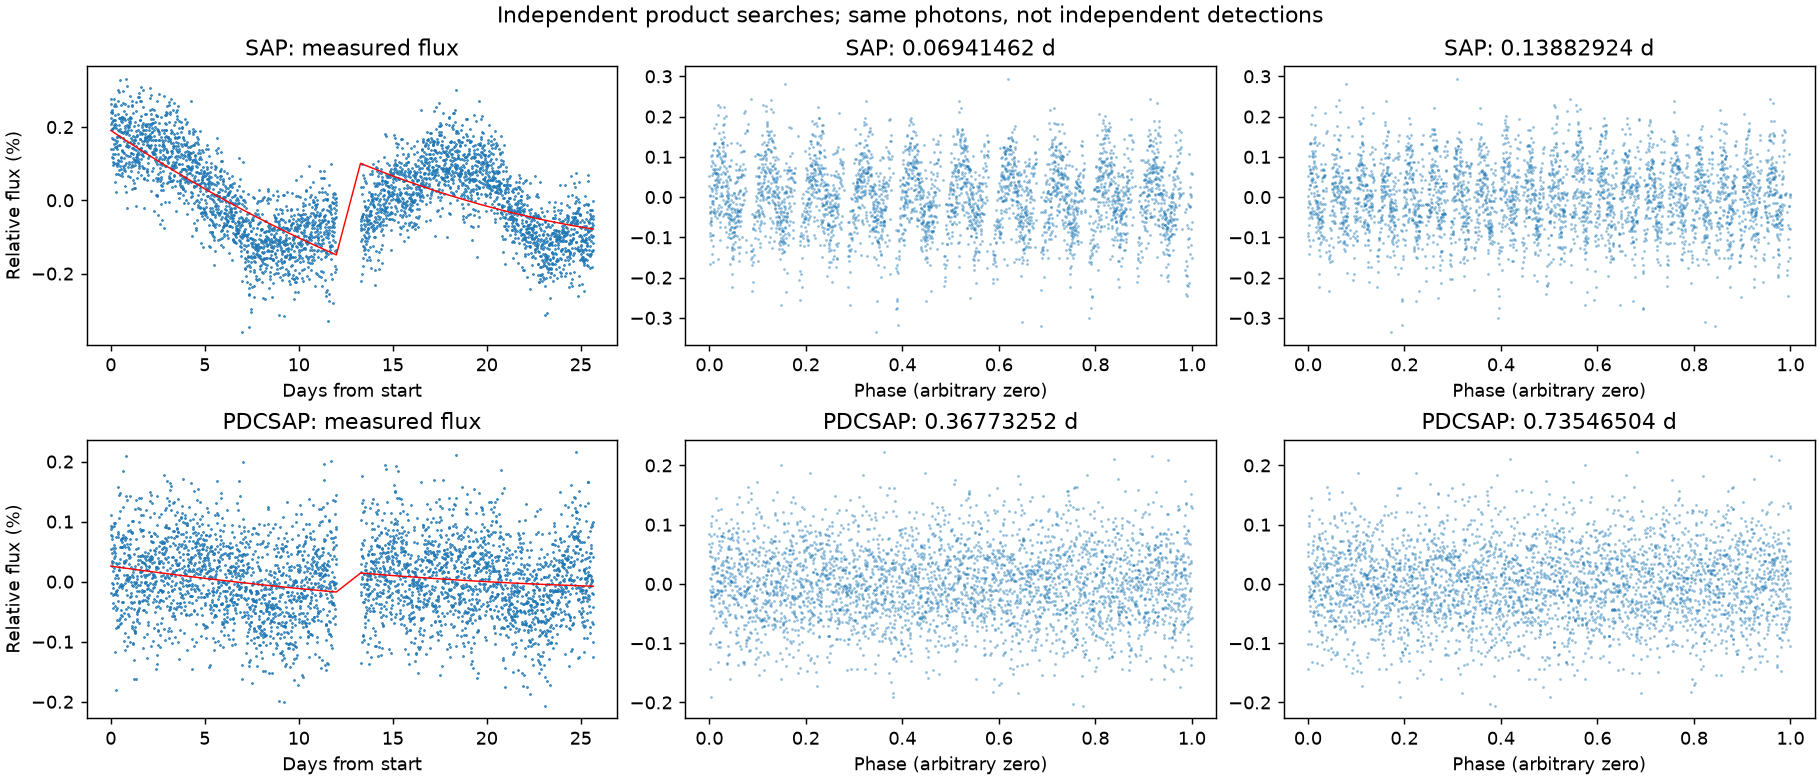 Independent product searches; same photons, not independent detections
SAP: measured flux
SAP: 0.06941462 d
SAP: 0.13882924 d
Relative flux (%)
0.2
0.0
−0.2
0 5 10 15 20 25
Days from start
0.3
0.2
0.1
0.0
−0.1
−0.2
−0.3
0.0 0.2 0.4 0.6 0.8 1.0
Phase (arbitrary zero)
0.3
0.2
0.1
0.0
−0.1
−0.2
−0.3
0.0 0.2 0.4 0.6 0.8 1.0
Phase (arbitrary zero)
PDCSAP: measured flux
PDCSAP: 0.36773252 d
PDCSAP: 0.73546504 d
Relative flux (%)
0.2
0.1
0.0
−0.1
−0.2
0 5 10 15 20 25
Days from start
0.2
0.1
0.0
−0.1
−0.2
0.0 0.2 0.4 0.6 0.8 1.0
Phase (arbitrary zero)
0.2
0.1
0.0
−0.1
−0.2
0.0 0.2 0.4 0.6 0.8 1.0
Phase (arbitrary zero)